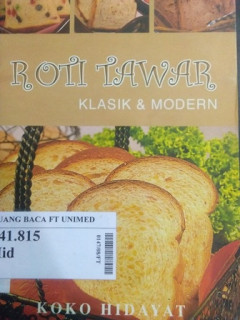 ROTI TAWAR
KLASIK & MODERN
UANG BACA FT UNIMED
41.815
Hid
KOKO HIDAYAT